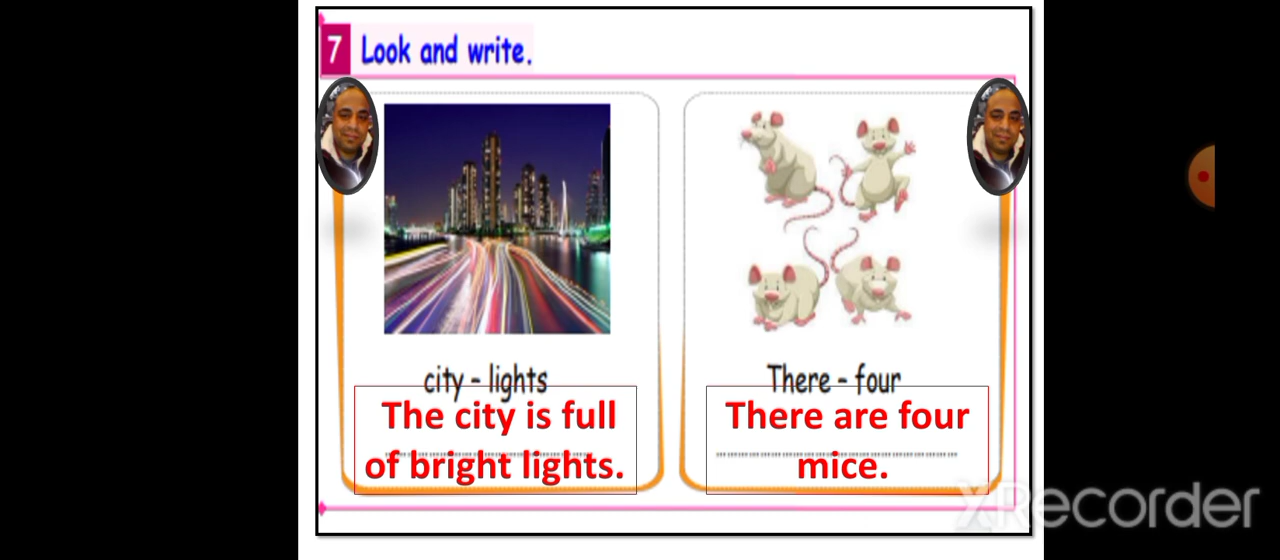 7 Look and write.
city - lights
The city is full
of bright lights.
There - four
There are four
mice.
XRecorder